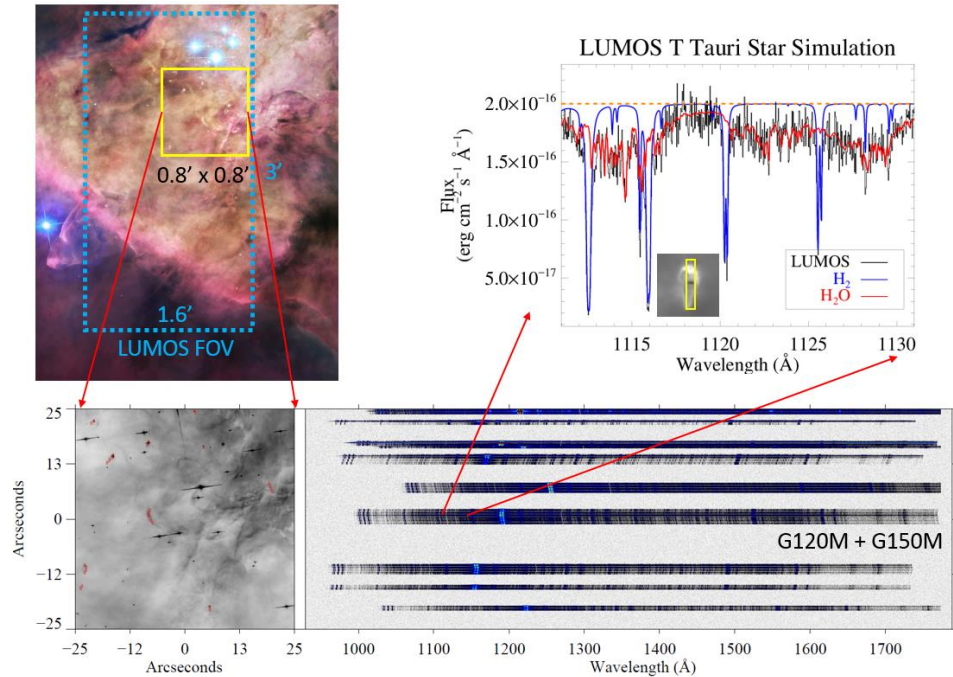 0.8’ x 0.8’
3’
1.6’
LUMOS FOV
LUMOS T Tauri Star Simulation
2.0×10⁻¹⁶
1.5×10⁻¹⁶
1.0×10⁻¹⁶
5.0×10⁻¹⁷
Flux
(erg cm⁻² s⁻¹ Å⁻¹)
LUMOS
H₂
H₂O
1115 1120 1125 1130
Wavelength (Å)
25
13
0
−12
−25
Arcseconds
−25 −12 0 13 25
Arcseconds
G120M + G150M
1000 1100 1200 1300 1400 1500 1600 1700
Wavelength (Å)